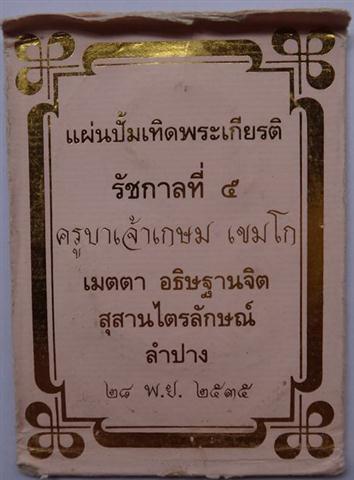 แผ่นปั้มเทิดพระเกียรติ
รัชกาลที่ ๕
ครูบาเจ้าเกษม เขมโก
เมตตา อธิษฐานจิต
สุสานไตรลักษณ์
ลำปาง
๒๘ พ.ย. ๒๕๓๕